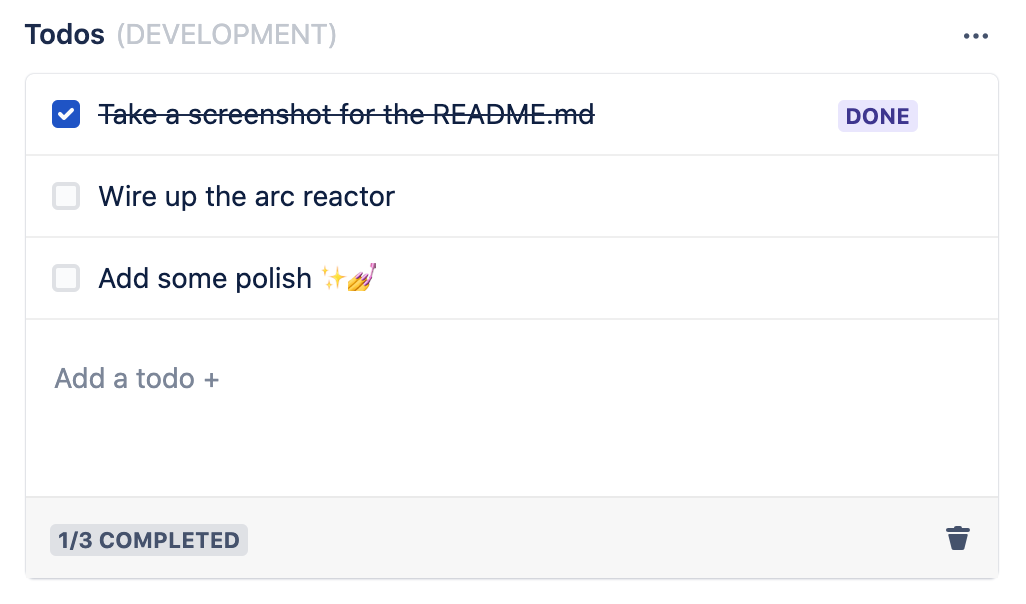 Todos (DEVELOPMENT)
Take a screenshot for the README.md DONE
Wire up the arc reactor
Add some polish ✨💅
Add a todo +
1/3 COMPLETED